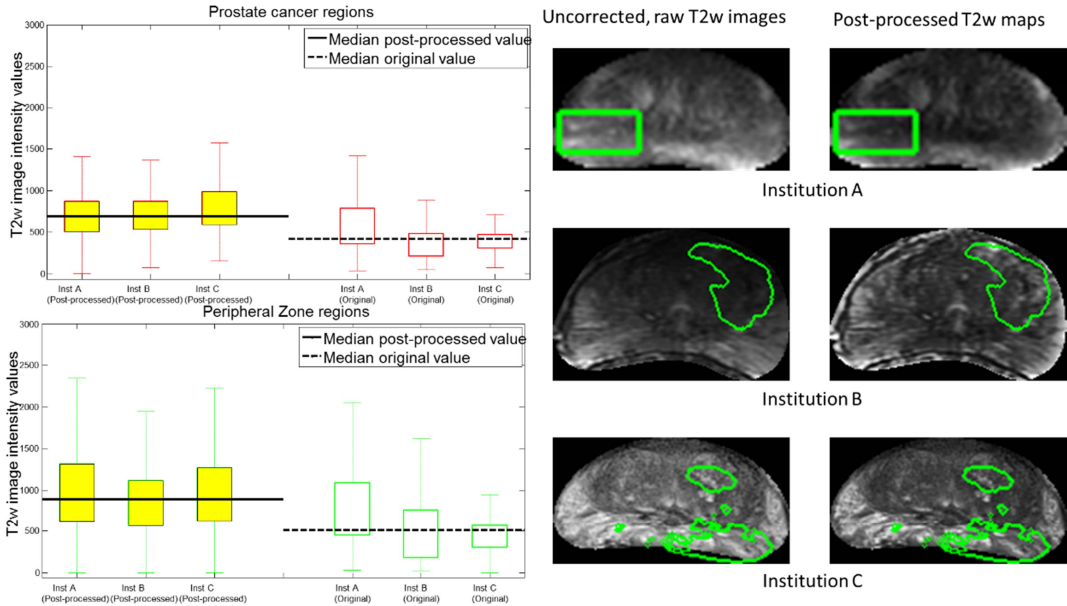 Prostate cancer regions
Median post-processed value
Median original value
T2w image intensity values
3000
2500
2000
1500
1000
500
0
Inst A
(Post-processed)
Inst B
(Post-processed)
Inst C
(Post-processed)
Inst A
(Original)
Inst B
(Original)
Inst C
(Original)
Peripheral Zone regions
Median post-processed value
Median original value
T2w image intensity values
3000
2500
2000
1500
1000
500
0
Inst A
(Post-processed)
Inst B
(Post-processed)
Inst C
(Post-processed)
Inst A
(Original)
Inst B
(Original)
Inst C
(Original)
Uncorrected, raw T2w images
Post-processed T2w maps
Institution A
Institution B
Institution C